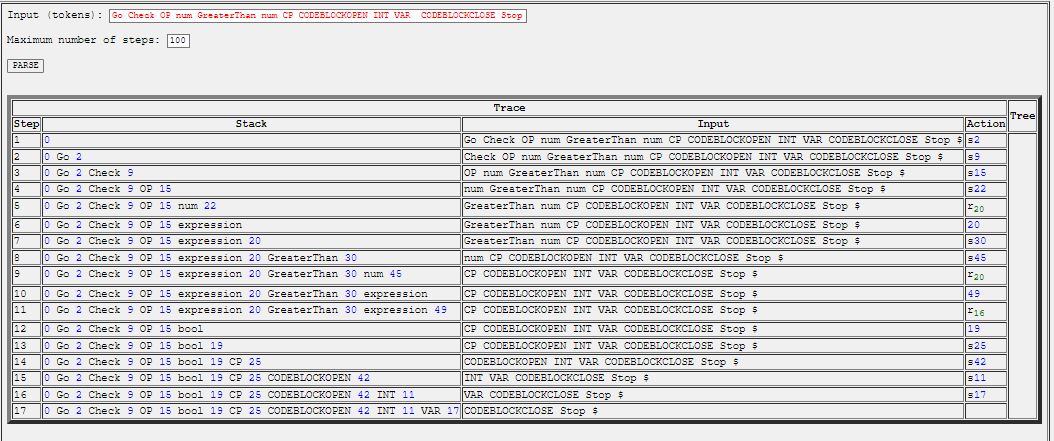 Input (tokens): Go Check OP num GreaterThan num CP CODEBLOCKOPEN INT VAR  CODEBLOCKCLOSE Stop
Maximum number of steps: 100
PARSE
Trace Tree
Step Stack Input Action
1 0 Go Check OP num GreaterThan num CP CODEBLOCKOPEN INT VAR CODEBLOCKCLOSE Stop $ s2
2 0 Go 2 Check OP num GreaterThan num CP CODEBLOCKOPEN INT VAR CODEBLOCKCLOSE Stop $ s9
3 0 Go 2 Check 9 OP num GreaterThan num CP CODEBLOCKOPEN INT VAR CODEBLOCKCLOSE Stop $ s15
4 0 Go 2 Check 9 OP 15 num GreaterThan num CP CODEBLOCKOPEN INT VAR CODEBLOCKCLOSE Stop $ s22
5 0 Go 2 Check 9 OP 15 num 22 GreaterThan num CP CODEBLOCKOPEN INT VAR CODEBLOCKCLOSE Stop $ r20
6 0 Go 2 Check 9 OP 15 expression GreaterThan num CP CODEBLOCKOPEN INT VAR CODEBLOCKCLOSE Stop $ 20
7 0 Go 2 Check 9 OP 15 expression 20 GreaterThan num CP CODEBLOCKOPEN INT VAR CODEBLOCKCLOSE Stop $ s30
8 0 Go 2 Check 9 OP 15 expression 20 GreaterThan 30 num CP CODEBLOCKOPEN INT VAR CODEBLOCKCLOSE Stop $ s45
9 0 Go 2 Check 9 OP 15 expression 20 GreaterThan 30 num 45 CP CODEBLOCKOPEN INT VAR CODEBLOCKCLOSE Stop $ r20
10 0 Go 2 Check 9 OP 15 expression 20 GreaterThan 30 expression CP CODEBLOCKOPEN INT VAR CODEBLOCKCLOSE Stop $ 49
11 0 Go 2 Check 9 OP 15 expression 20 GreaterThan 30 expression 49 CP CODEBLOCKOPEN INT VAR CODEBLOCKCLOSE Stop $ r16
12 0 Go 2 Check 9 OP 15 bool CP CODEBLOCKOPEN INT VAR CODEBLOCKCLOSE Stop $ 19
13 0 Go 2 Check 9 OP 15 bool 19 CP CODEBLOCKOPEN INT VAR CODEBLOCKCLOSE Stop $ s25
14 0 Go 2 Check 9 OP 15 bool 19 CP 25 CODEBLOCKOPEN INT VAR CODEBLOCKCLOSE Stop $ s42
15 0 Go 2 Check 9 OP 15 bool 19 CP 25 CODEBLOCKOPEN 42 INT VAR CODEBLOCKCLOSE Stop $ s11
16 0 Go 2 Check 9 OP 15 bool 19 CP 25 CODEBLOCKOPEN 42 INT 11 VAR CODEBLOCKCLOSE Stop $ s17
17 0 Go 2 Check 9 OP 15 bool 19 CP 25 CODEBLOCKOPEN 42 INT 11 VAR 17 CODEBLOCKCLOSE Stop $